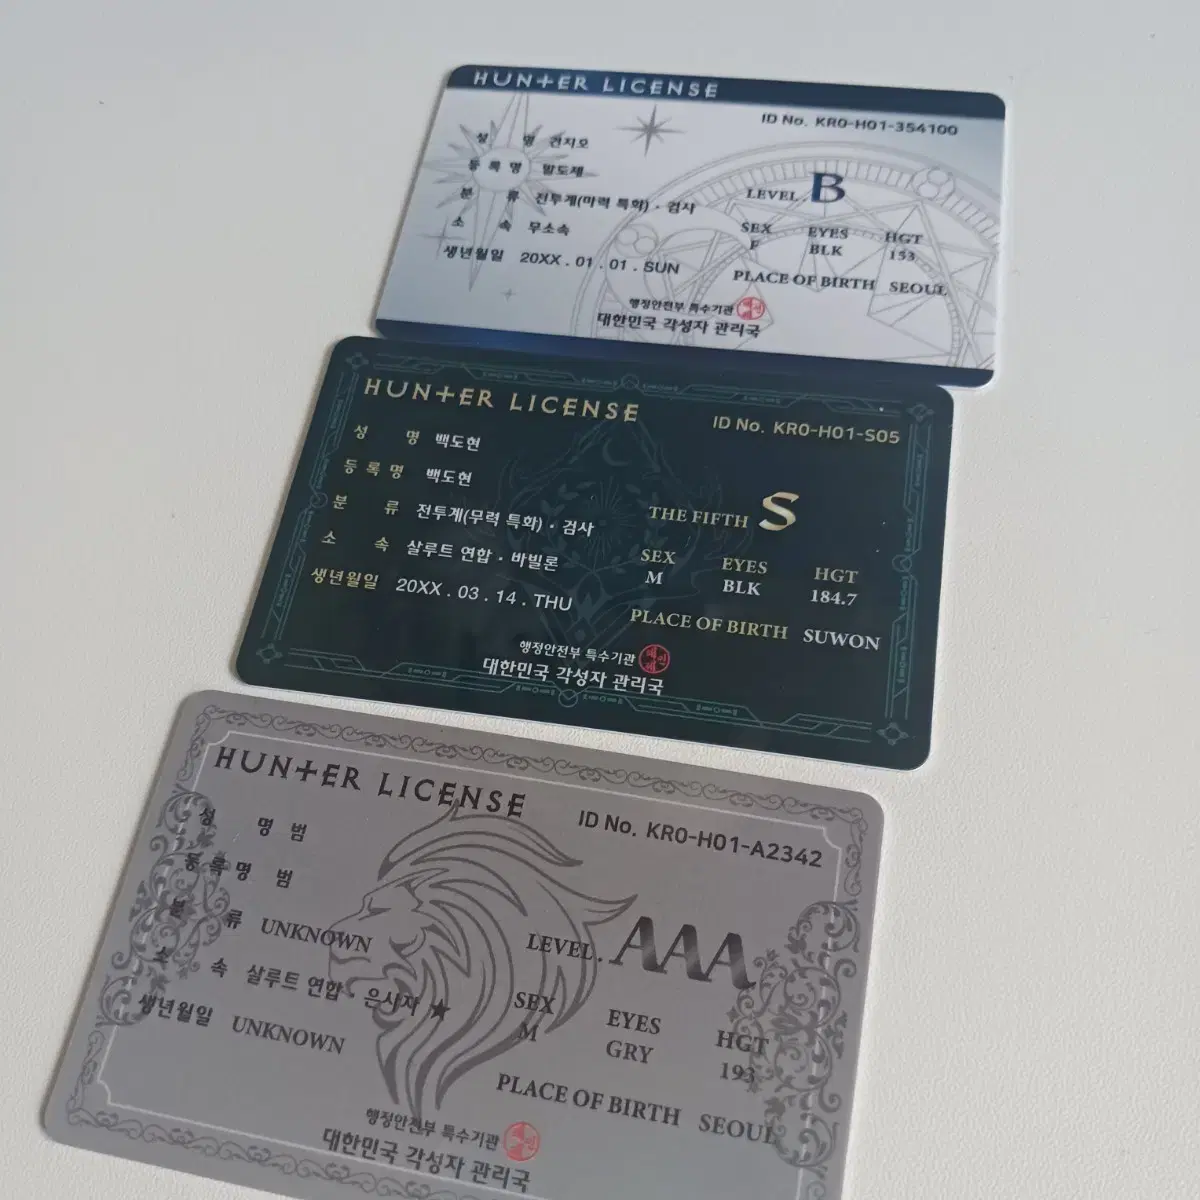 HUNTER LICENSE
ID No. KR0-H01-354100
성 명 견지오
등록명 밤도깨
분 류 전투계(마력 특화) · 검사
소 속 무소속
생년월일 20XX . 01 . 01 . SUN
LEVEL . B
SEX EYES HGT
F BLK 153
PLACE OF BIRTH SEOUL
행정안전부 특수기관
대한민국 각성자 관리국
HUNTER LICENSE
ID No. KR0-H01-S05
성 명 백도현
등록명 백도현
분 류 전투계(무력 특화) · 검사
소 속 살루트 연합 · 바빌론
생년월일 20XX . 03 . 14 . THU
THE FIFTH S
SEX EYES HGT
M BLK 184.7
PLACE OF BIRTH SUWON
행정안전부 특수기관
대한민국 각성자 관리국
HUNTER LICENSE
ID No. KR0-H01-A2342
성 명 범
등록명 범
분 류 UNKNOWN
소 속 살루트 연합 · 은사자 ★
생년월일 UNKNOWN
LEVEL . AAA
SEX EYES HGT
M GRY 193
PLACE OF BIRTH SEOUL
행정안전부 특수기관
대한민국 각성자 관리국